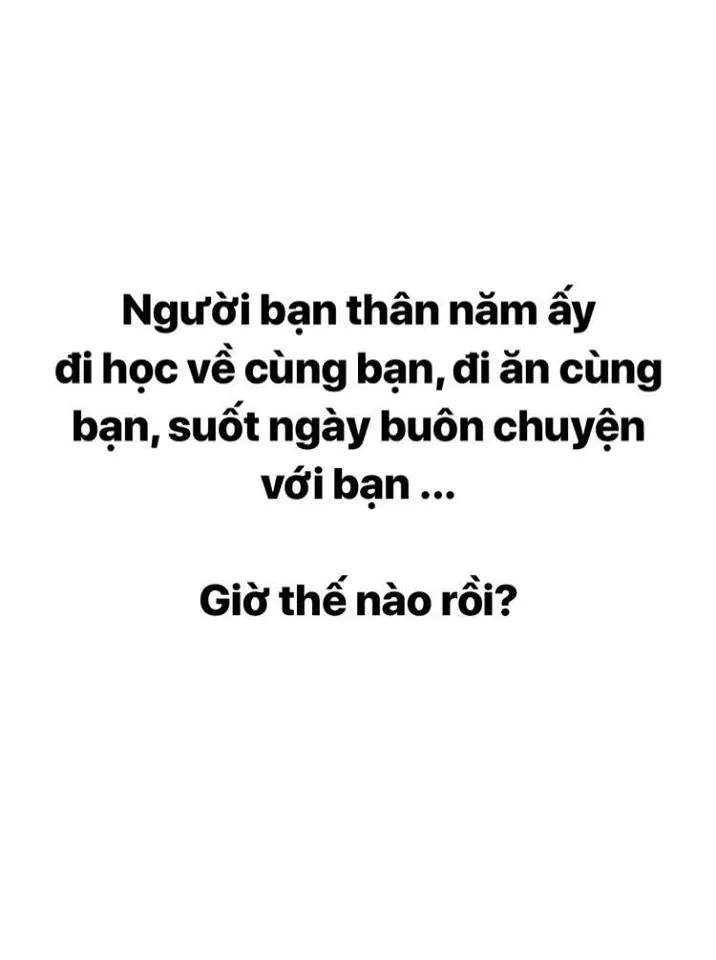 Người bạn thân năm ấy
đi học về cùng bạn, đi ăn cùng
bạn, suốt ngày buôn chuyện
với bạn ...
Giờ thế nào rồi?